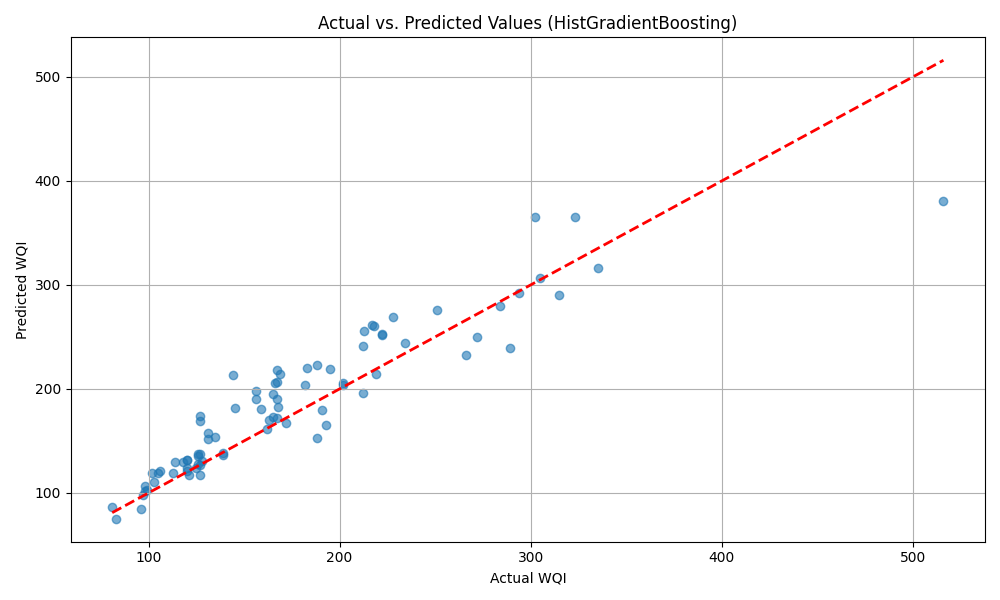 Actual vs. Predicted Values (HistGradientBoosting)
500
400
300
200
100
Predicted WQI
100 200 300 400 500
Actual WQI